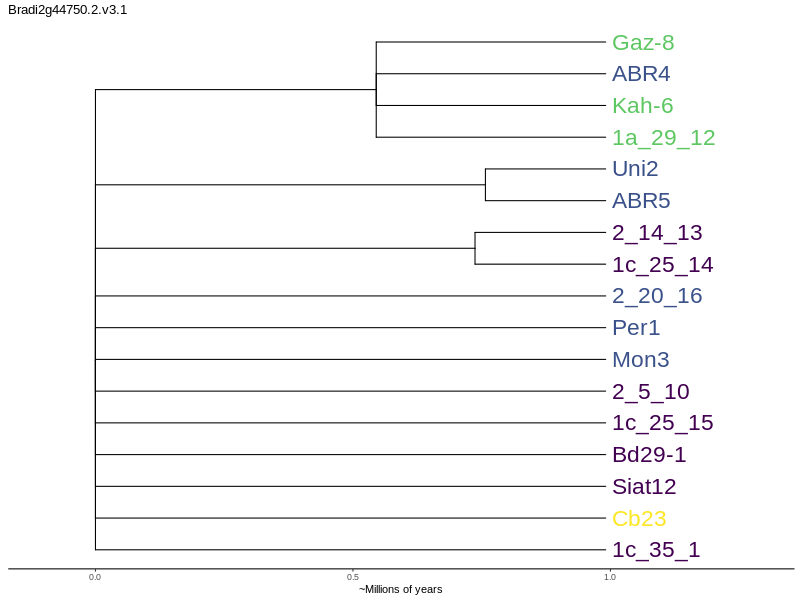 Bradi2g44750.2.v3.1
Gaz-8
ABR4
Kah-6
1a_29_12
Uni2
ABR5
2_14_13
1c_25_14
2_20_16
Per1
Mon3
2_5_10
1c_25_15
Bd29-1
Siat12
Cb23
1c_35_1
0.0 0.5 1.0
~Millions of years